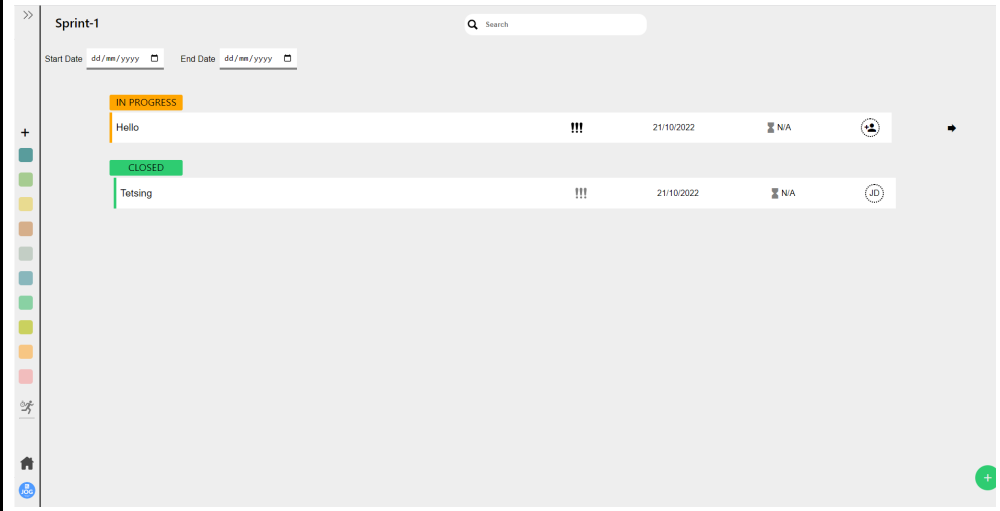 Sprint-1
Search
Start Date dd/mm/yyyy End Date dd/mm/yyyy
IN PROGRESS
Hello !!! 21/10/2022 N/A
CLOSED
Tetsing !!! 21/10/2022 N/A JD
JOG